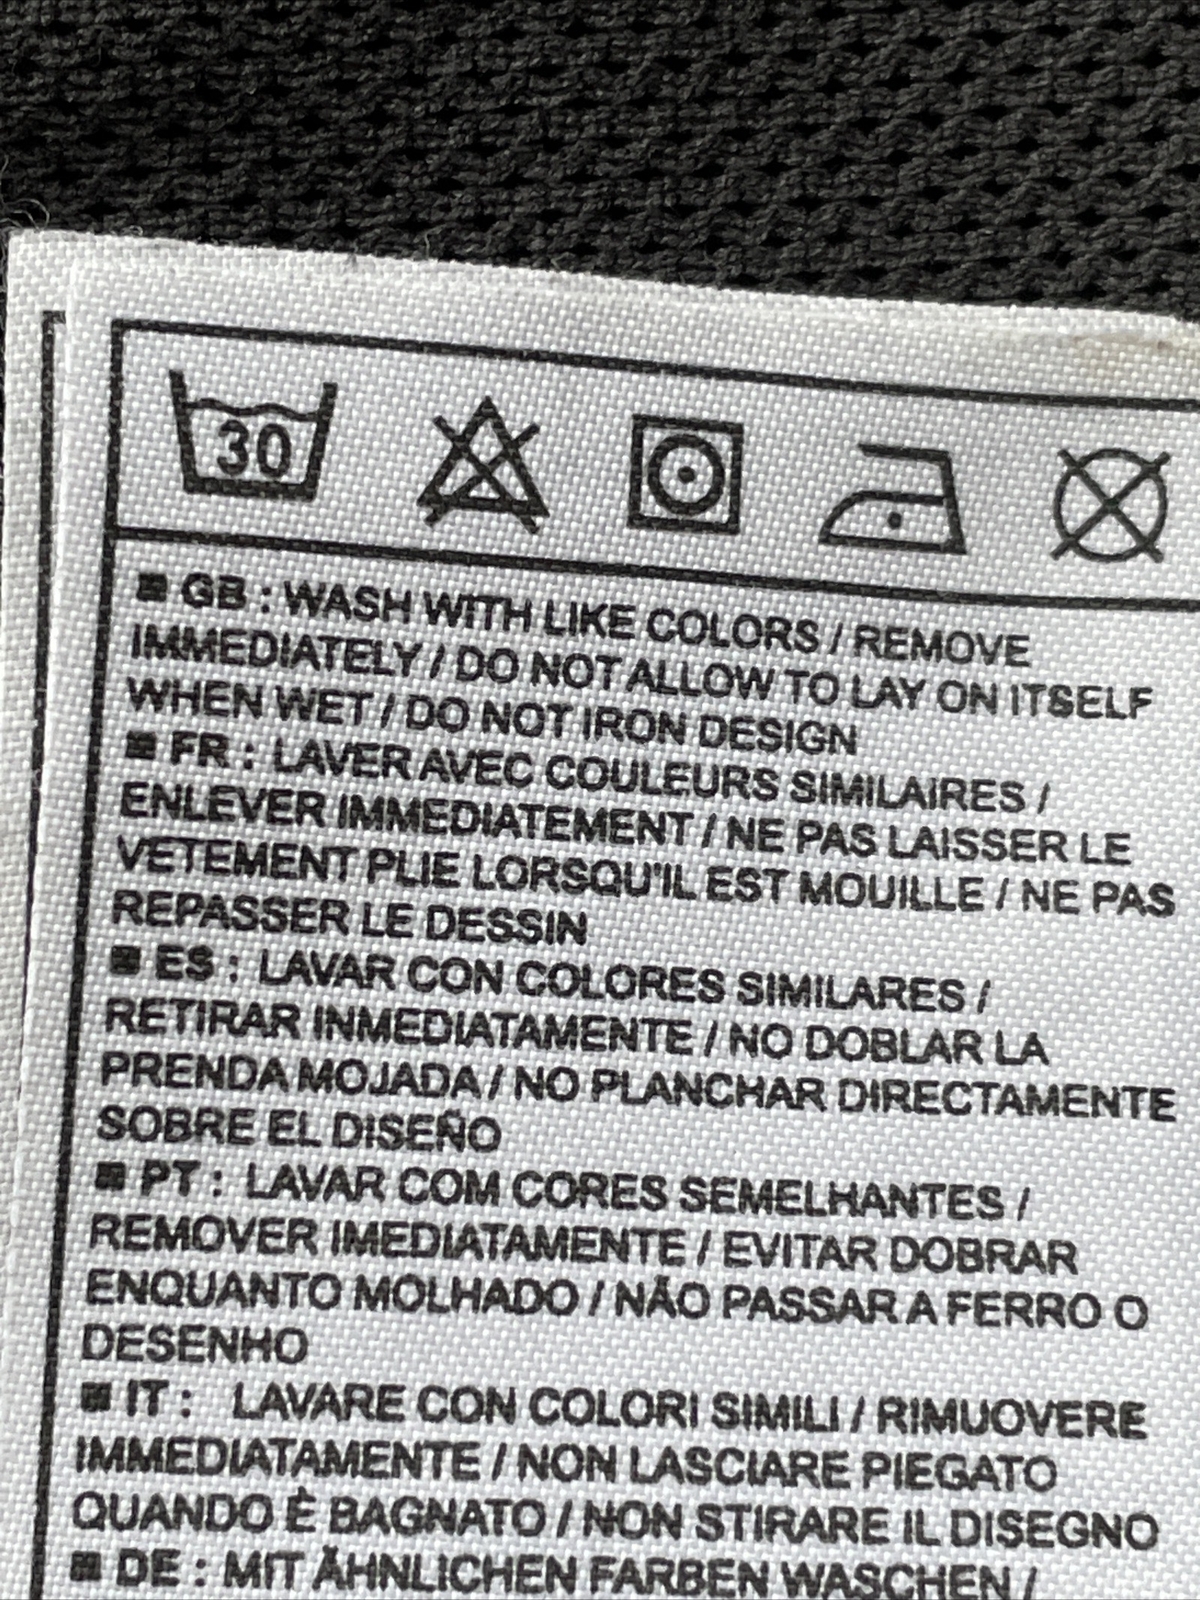 30
GB : WASH WITH LIKE COLORS / REMOVE
IMMEDIATELY / DO NOT ALLOW TO LAY ON ITSELF
WHEN WET / DO NOT IRON DESIGN
FR : LAVER AVEC COULEURS SIMILAIRES /
ENLEVER IMMEDIATEMENT / NE PAS LAISSER LE
VETEMENT PLIE LORSQU'IL EST MOUILLE / NE PAS
REPASSER LE DESSIN
ES : LAVAR CON COLORES SIMILARES /
RETIRAR INMEDIATAMENTE / NO DOBLAR LA
PRENDA MOJADA / NO PLANCHAR DIRECTAMENTE
SOBRE EL DISEÑO
PT : LAVAR COM CORES SEMELHANTES /
REMOVER IMEDIATAMENTE / EVITAR DOBRAR
ENQUANTO MOLHADO / NÃO PASSAR A FERRO O
DESENHO
IT : LAVARE CON COLORI SIMILI / RIMUOVERE
IMMEDIATAMENTE / NON LASCIARE PIEGATO
QUANDO È BAGNATO / NON STIRARE IL DISEGNO
DE : MIT ÄHNLICHEN FARBEN WASCHEN /